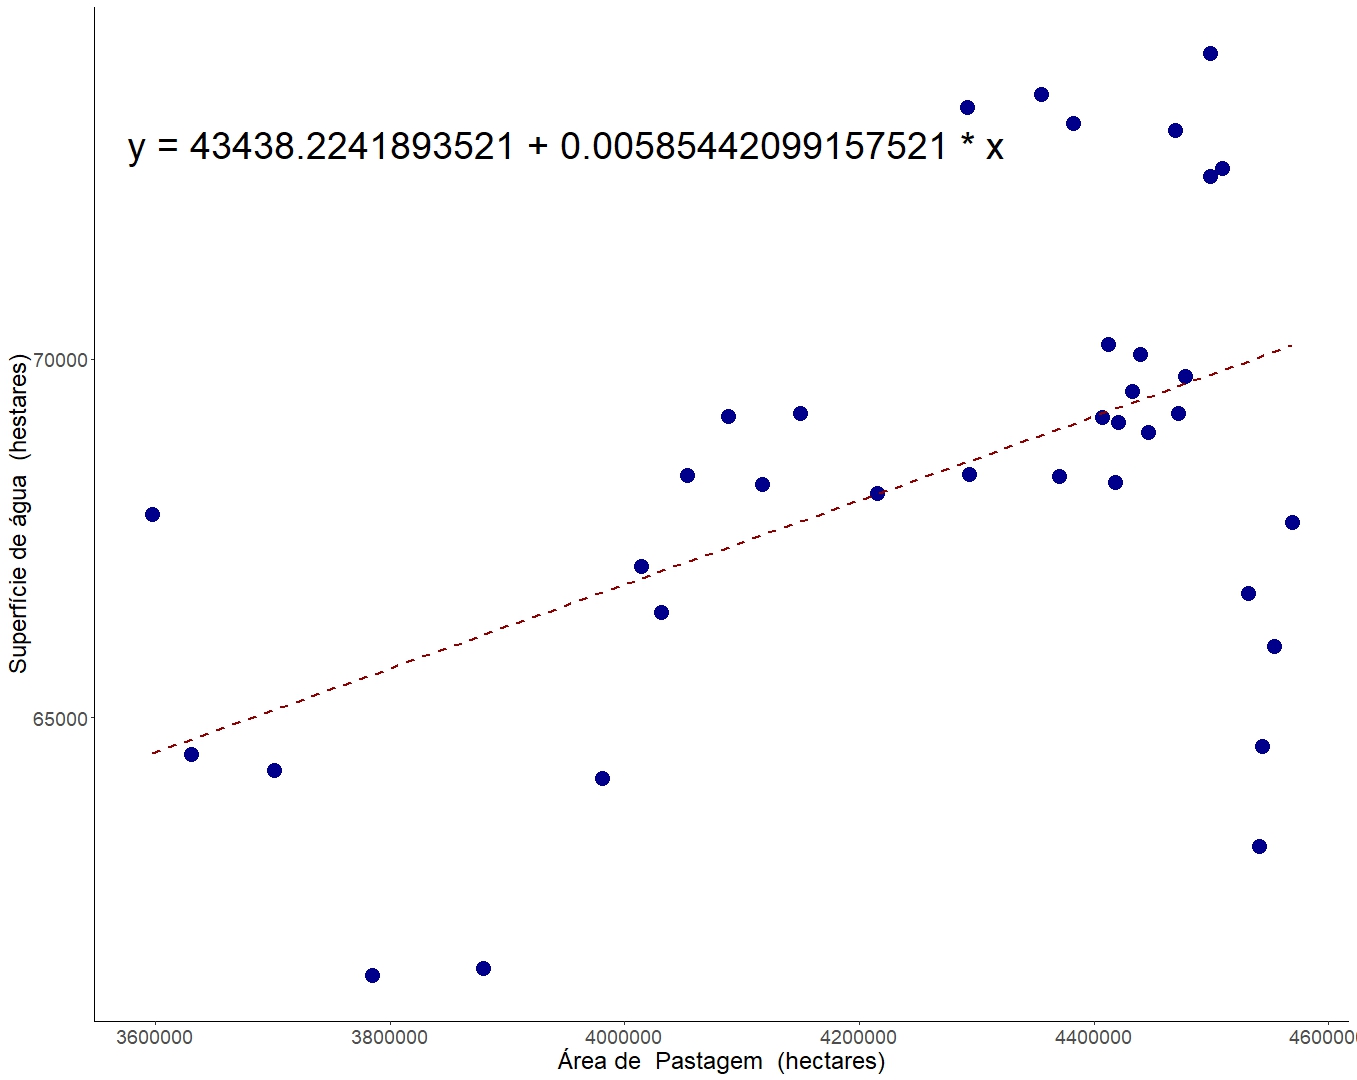 y = 43438.2241893521 + 0.00585442099157521 * x
70000
65000
Superfície de água (hestares)
3600000 3800000 4000000 4200000 4400000 4600000
Área de Pastagem (hectares)